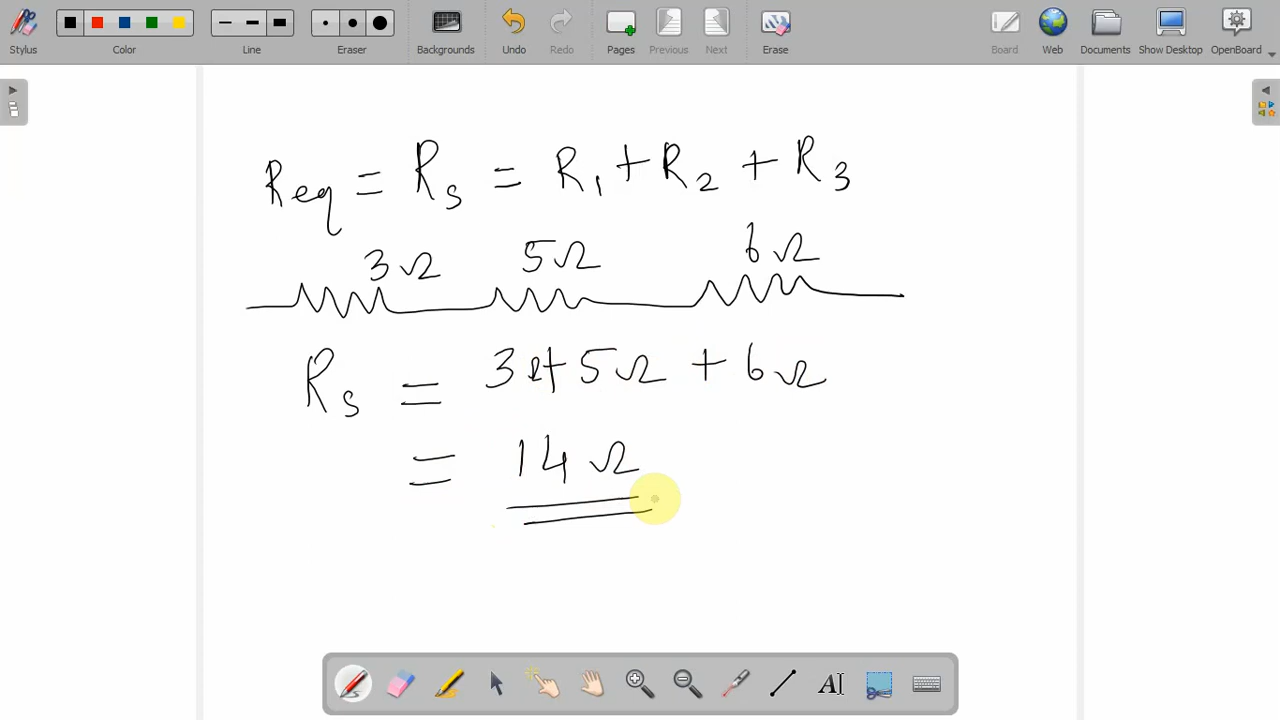 Stylus Color Line Eraser Backgrounds Undo Redo Pages Previous Next Erase Board Web Documents Show Desktop OpenBoard
Req = Rs = R1 + R2 + R3
3Ω 5Ω 6Ω
Rs = 3Ω + 5Ω + 6Ω
= 14Ω